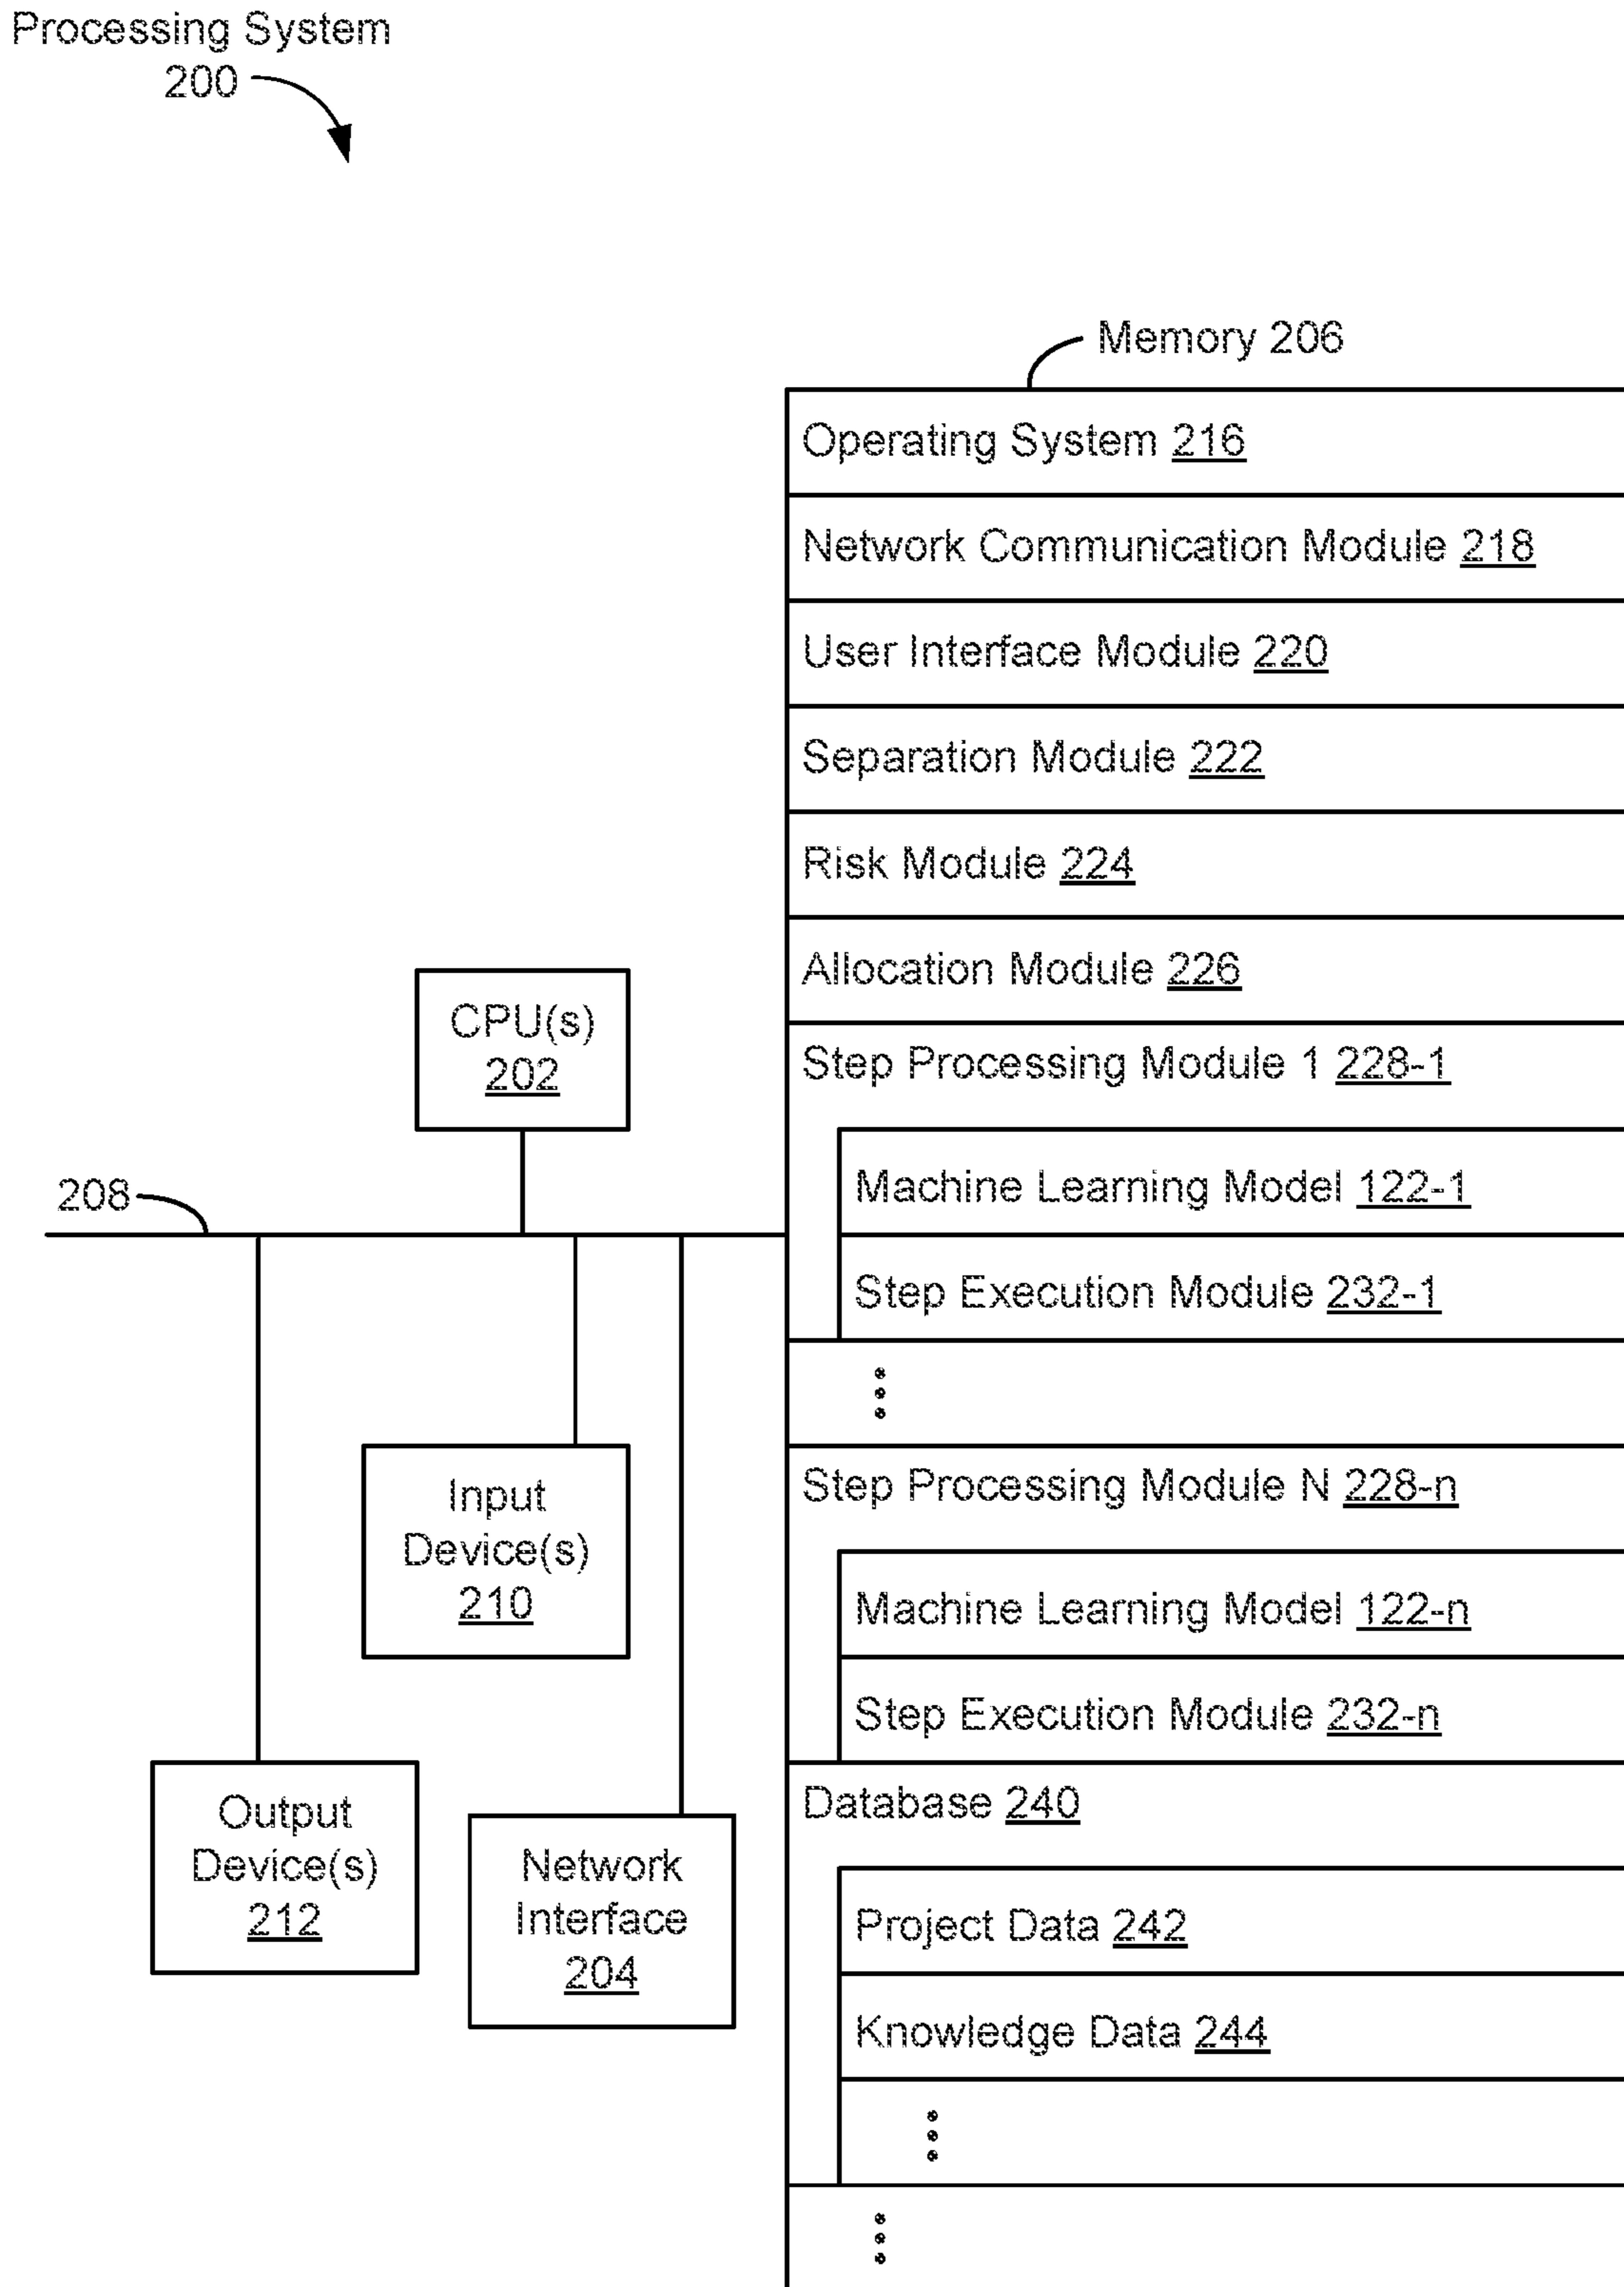 Processing System
200
Memory 206
Operating System 216
Network Communication Module 218
User Interface Module 220
Separation Module 222
Risk Module 224
Allocation Module 226
Step Processing Module 1 228-1
Machine Learning Model 122-1
Step Execution Module 232-1
Step Processing Module N 228-n
Machine Learning Model 122-n
Step Execution Module 232-n
Database 240
Project Data 242
Knowledge Data 244
CPU(s)
202
208
Input
Device(s)
210
Output
Device(s)
212
Network
Interface
204